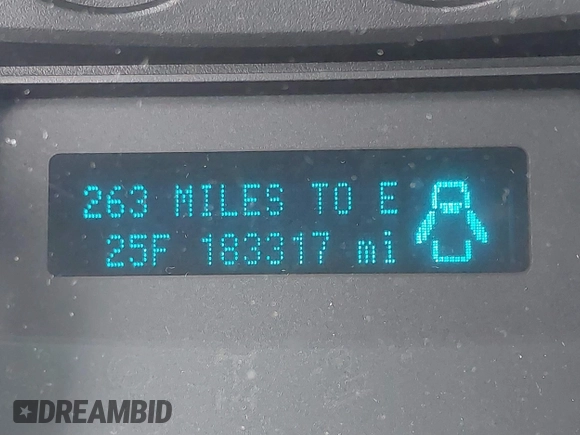 263 MILES TO E
25F 183317 mi
DREAMBID